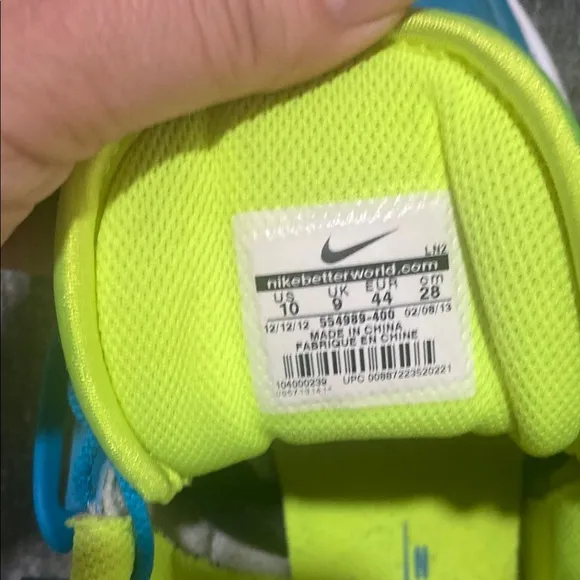 LN2
nikebetterworld.com
US UK EUR cm
10 9 44 28
12/12/12 554989-400 02/08/13
MADE IN CHINA
FABRIQUE EN CHINE
104000239 UPC 00887223520221